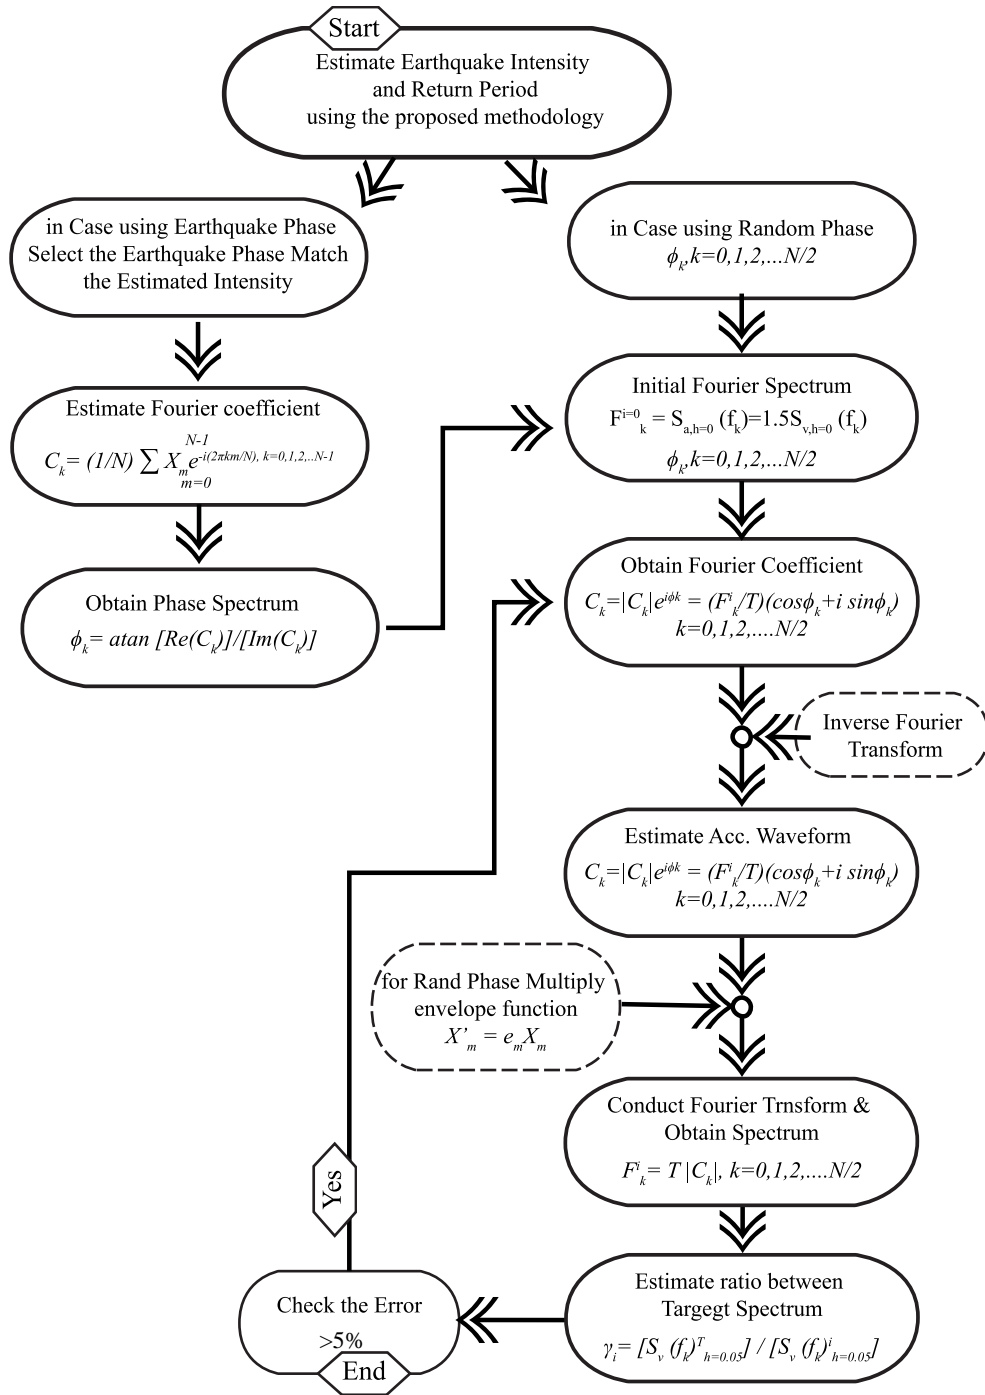 Start
Estimate Earthquake Intensity
and Return Period
using the proposed methodology
in Case using Earthquake Phase
Select the Earthquake Phase Match
the Estimated Intensity
in Case using Random Phase
ϕk,k=0,1,2,...N/2
Estimate Fourier coefficient
N-1
Ck= (1/N) ∑ Xme-i(2πkm/N), k=0,1,2,..N-1
m=0
Initial Fourier Spectrum
Fi=0k = Sa,h=0 (fk)=1.5Sv,h=0 (fk)
ϕk,k=0,1,2,...N/2
Obtain Phase Spectrum
ϕk= atan [Re(Ck)]/[Im(Ck)]
Obtain Fourier Coefficient
Ck=|Ck|eiϕk = (Fik/T)(cosϕk+i sinϕk)
k=0,1,2,....N/2
Inverse Fourier
Transform
Estimate Acc. Waveform
Ck=|Ck|eiϕk = (Fik/T)(cosϕk+i sinϕk)
k=0,1,2,....N/2
for Rand Phase Multiply
envelope function
X’m = emXm
Conduct Fourier Trnsform &
Obtain Spectrum
Fik= T |Ck|, k=0,1,2,....N/2
Yes
Estimate ratio between
Targegt Spectrum
γi= [Sv (fk)Th=0.05] / [Sv (fk)ih=0.05]
Check the Error
>5%
End